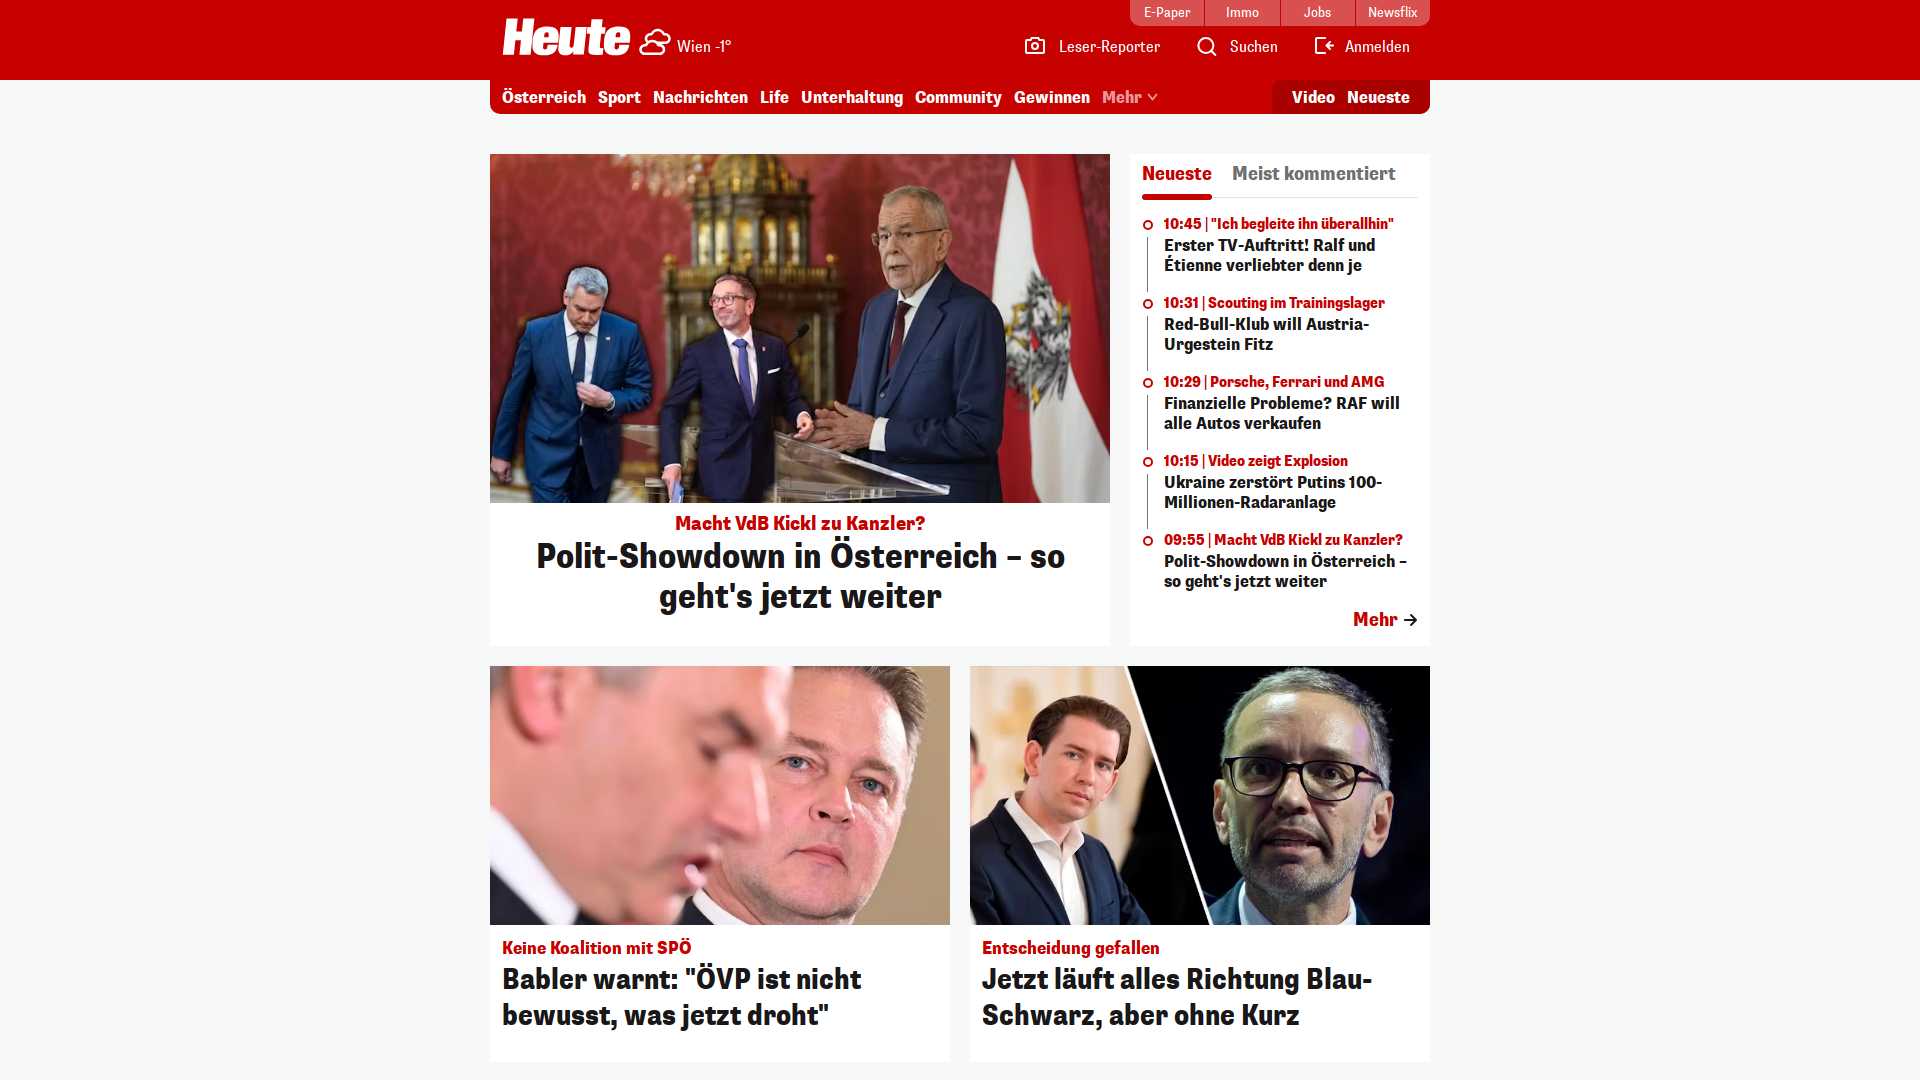 E-Paper
Immo
Jobs
Newsflix
Heute
Wien -1°
Leser-Reporter
Suchen
Anmelden
Österreich
Sport
Nachrichten
Life
Unterhaltung
Community
Gewinnen
Mehr
Video
Neueste
Macht VdB Kickl zu Kanzler?
Polit-Showdown in Österreich – so
geht's jetzt weiter
Neueste
Meist kommentiert
10:45 | "Ich begleite ihn überallhin"
Erster TV-Auftritt! Ralf und
Étienne verliebter denn je
10:31 | Scouting im Trainingslager
Red-Bull-Klub will Austria-
Urgestein Fitz
10:29 | Porsche, Ferrari und AMG
Finanzielle Probleme? RAF will
alle Autos verkaufen
10:15 | Video zeigt Explosion
Ukraine zerstört Putins 100-
Millionen-Radaranlage
09:55 | Macht VdB Kickl zu Kanzler?
Polit-Showdown in Österreich –
so geht's jetzt weiter
Mehr
Keine Koalition mit SPÖ
Babler warnt: "ÖVP ist nicht
bewusst, was jetzt droht"
Entscheidung gefallen
Jetzt läuft alles Richtung Blau-
Schwarz, aber ohne Kurz